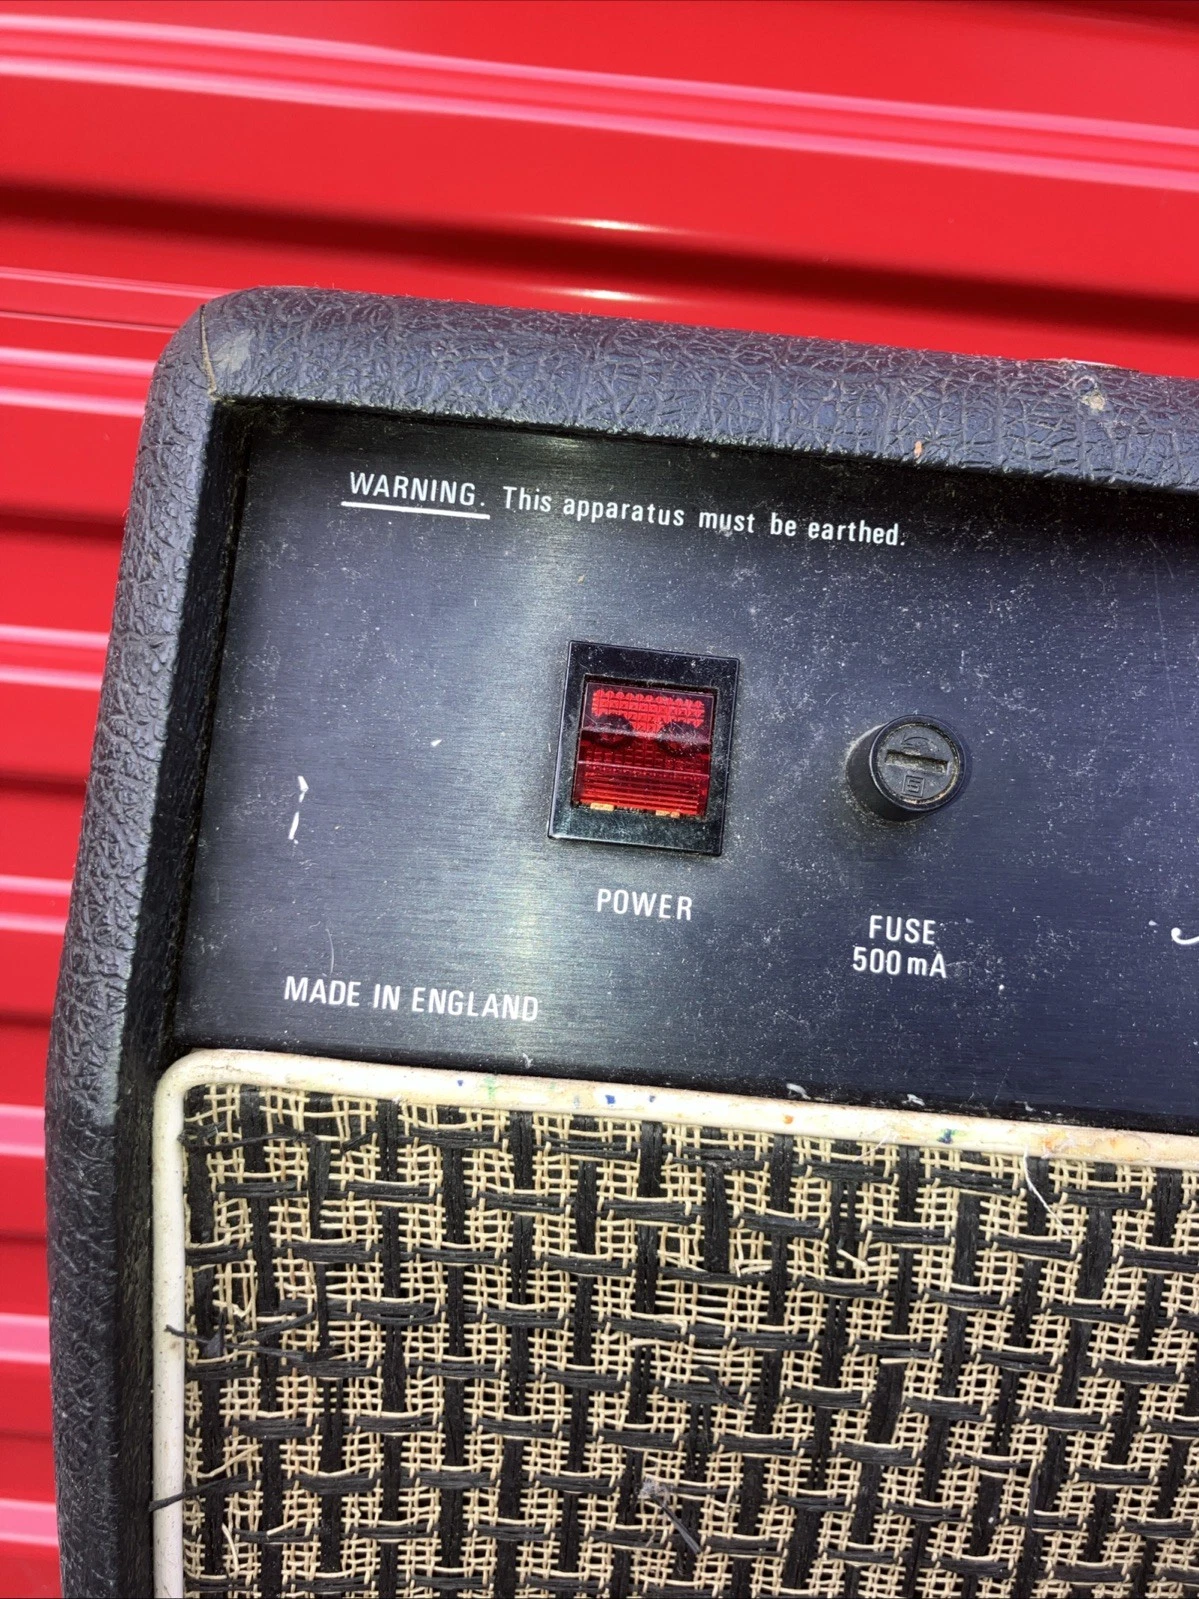 WARNING. This apparatus must be earthed.
POWER
FUSE
500 mA
MADE IN ENGLAND